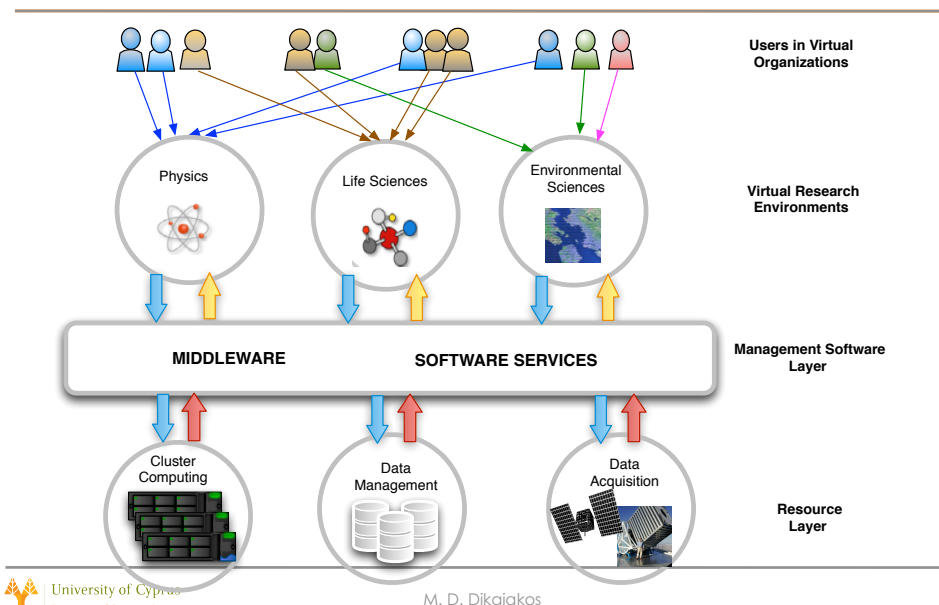 Users in Virtual
Organizations
Physics
Life Sciences
Environmental
Sciences
Virtual Research
Environments
MIDDLEWARE
SOFTWARE SERVICES
Management Software
Layer
Cluster
Computing
Data
Management
Data
Acquisition
Resource
Layer
University of Cyprus
M. D. Dikaiakos